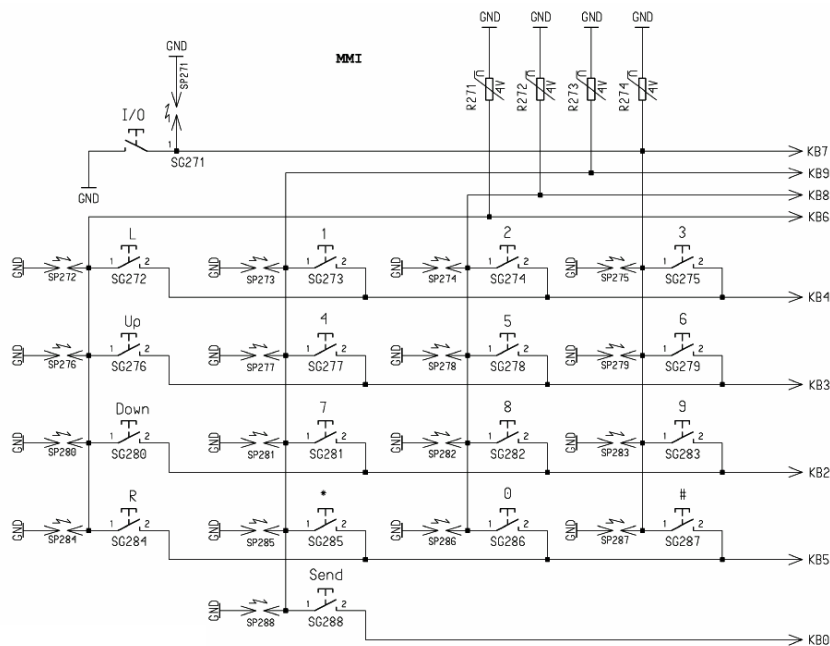 GND GND GND GND
GND
MMI
SP271
R271 4V R272 4V R273 4V R274 4V
I/O
1
SG271
KB7
KB9
GND
KB8
KB6
L 1 2 3
GND 1 2 GND 1 2 GND 1 2 GND 1 2
SP272 SG272 SP273 SG273 SP274 SG274 SP275 SG275
KB4
Up 4 5 6
GND 1 2 GND 1 2 GND 1 2 GND 1 2
SP276 SG276 SP277 SG277 SP278 SG278 SP279 SG279
KB3
Down 7 8 9
GND 1 2 GND 1 2 GND 1 2 GND 1 2
SP280 SG280 SP281 SG281 SP282 SG282 SP283 SG283
KB2
R * 0 #
GND 1 2 GND 1 2 GND 1 2 GND 1 2
SP284 SG284 SP285 SG285 SP286 SG286 SP287 SG287
KB5
Send
GND 1 2
SP288 SG288
KB0